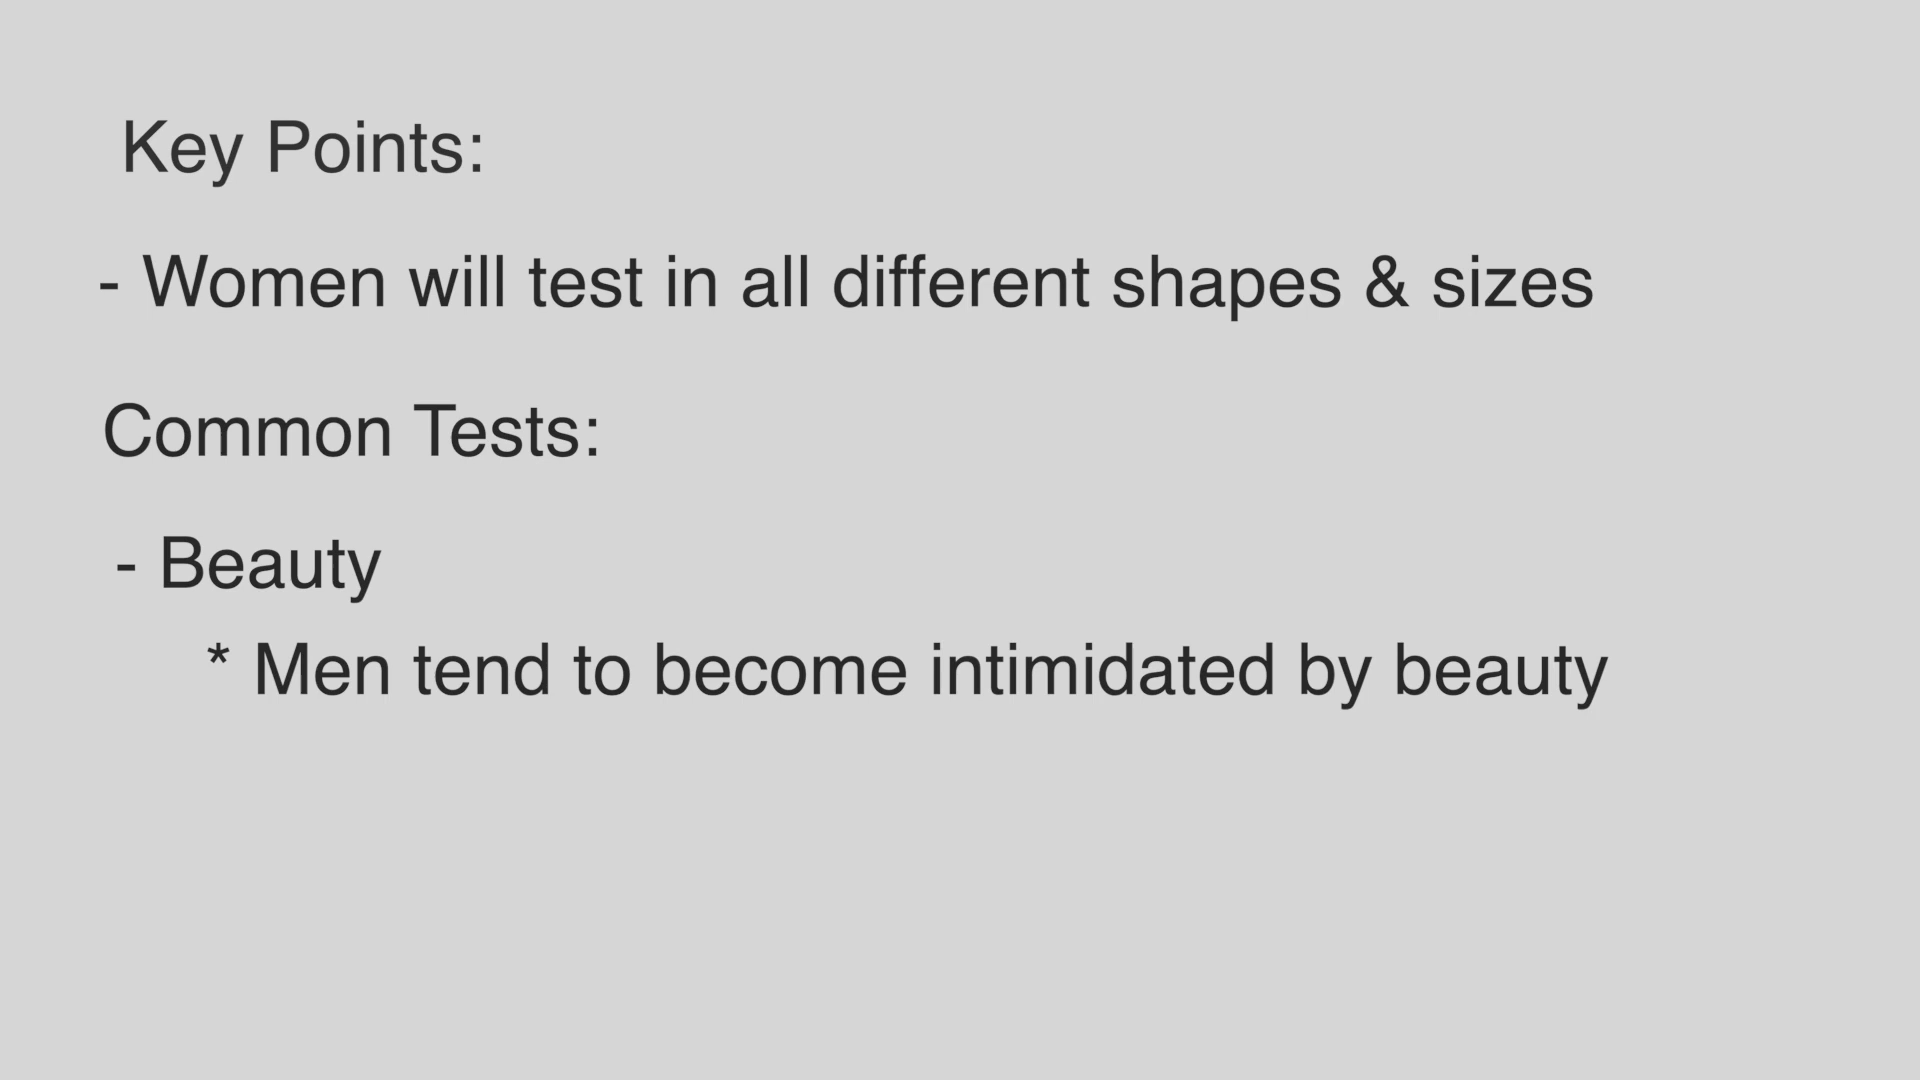 Key Points:
- Women will test in all different shapes & sizes
Common Tests:
- Beauty
* Men tend to become intimidated by beauty